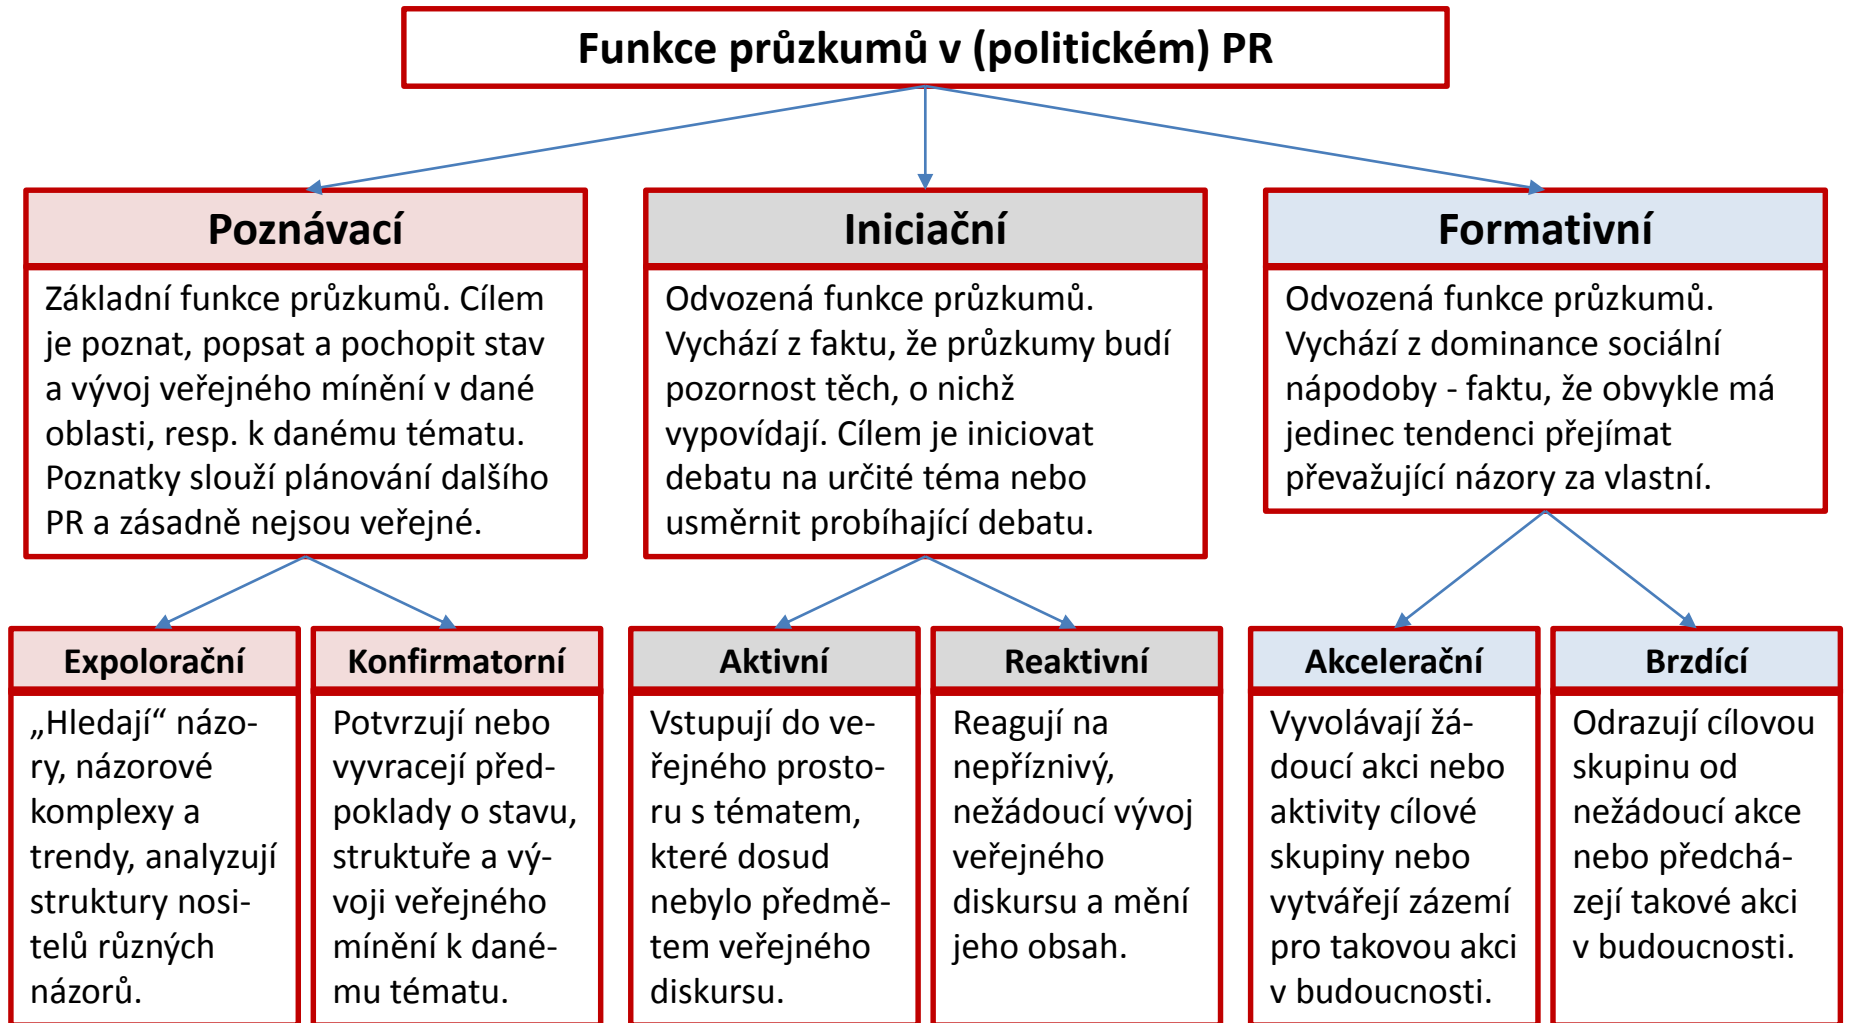 Funkce průzkumů v (politickém) PR
Poznávací
Základní funkce průzkumů. Cílem
je poznat, popsat a pochopit stav
a vývoj veřejného mínění v dané
oblasti, resp. k danému tématu.
Poznatky slouží plánování dalšího
PR a zásadně nejsou veřejné.
Iniciační
Odvozená funkce průzkumů.
Vychází z faktu, že průzkumy budí
pozornost těch, o nichž
vypovídají. Cílem je iniciovat
debatu na určité téma nebo
usměrnit probíhající debatu.
Formativní
Odvozená funkce průzkumů.
Vychází z dominance sociální
nápodoby - faktu, že obvykle má
jedinec tendenci přejímat
převažující názory za vlastní.
Expolorační
„Hledají“ názo-
ry, názorové
komplexy a
trendy, analyzují
struktury nosi-
telů různých
názorů.
Konfirmatorní
Potvrzují nebo
vyvracejí před-
poklady o stavu,
struktuře a vý-
voji veřejného
mínění k dané-
mu tématu.
Aktivní
Vstupují do ve-
řejného prosto-
ru s tématem,
které dosud
nebylo předmě-
tem veřejného
diskursu.
Reaktivní
Reagují na
nepříznivý,
nežádoucí vývoj
veřejného
diskursu a mění
jeho obsah.
Akcelerační
Vyvolávají žá-
doucí akci nebo
aktivity cílové
skupiny nebo
vytvářejí zázemí
pro takovou akci
v budoucnosti.
Brzdící
Odrazují cílovou
skupinu od
nežádoucí akce
nebo předchá-
zejí takové akci
v budoucnosti.